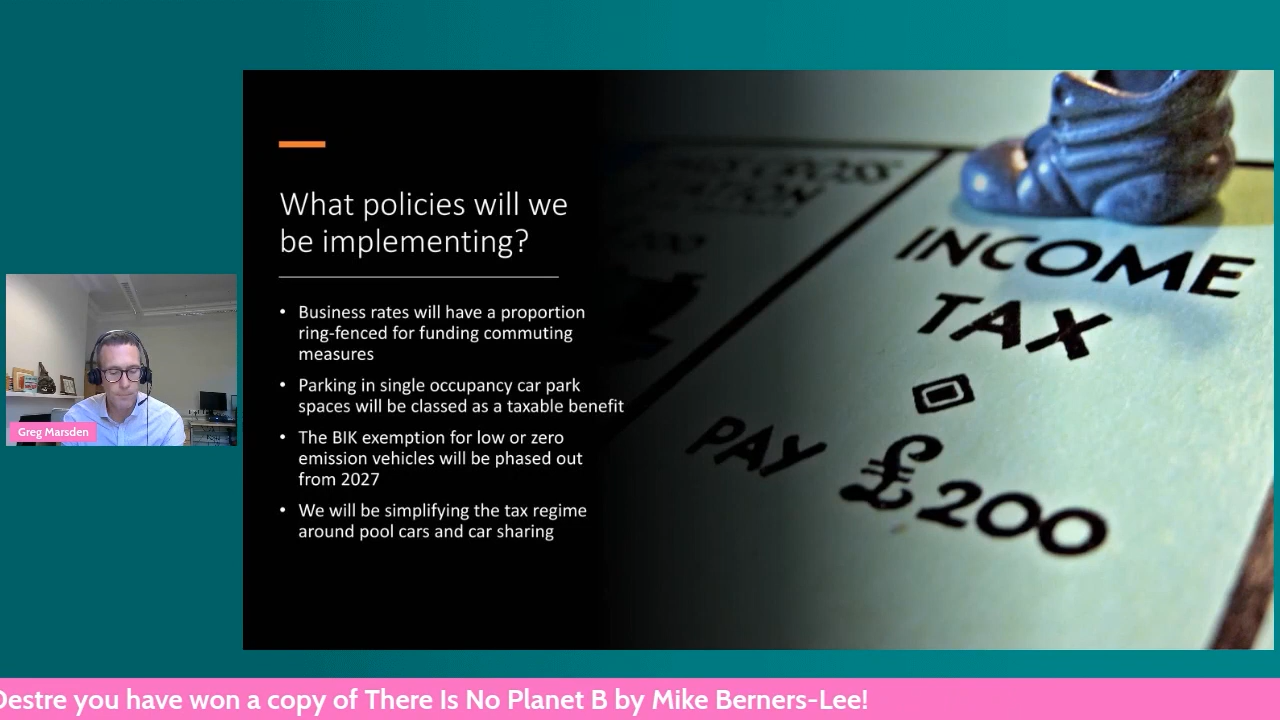 What policies will we
be implementing?
• Business rates will have a proportion
ring-fenced for funding commuting
measures
• Parking in single occupancy car park
spaces will be classed as a taxable benefit
• The BIK exemption for low or zero
emission vehicles will be phased out
from 2027
• We will be simplifying the tax regime
around pool cars and car sharing
INCOME
TAX
PAY £200
Greg Marsden
Destre you have won a copy of There Is No Planet B by Mike Berners-Lee!